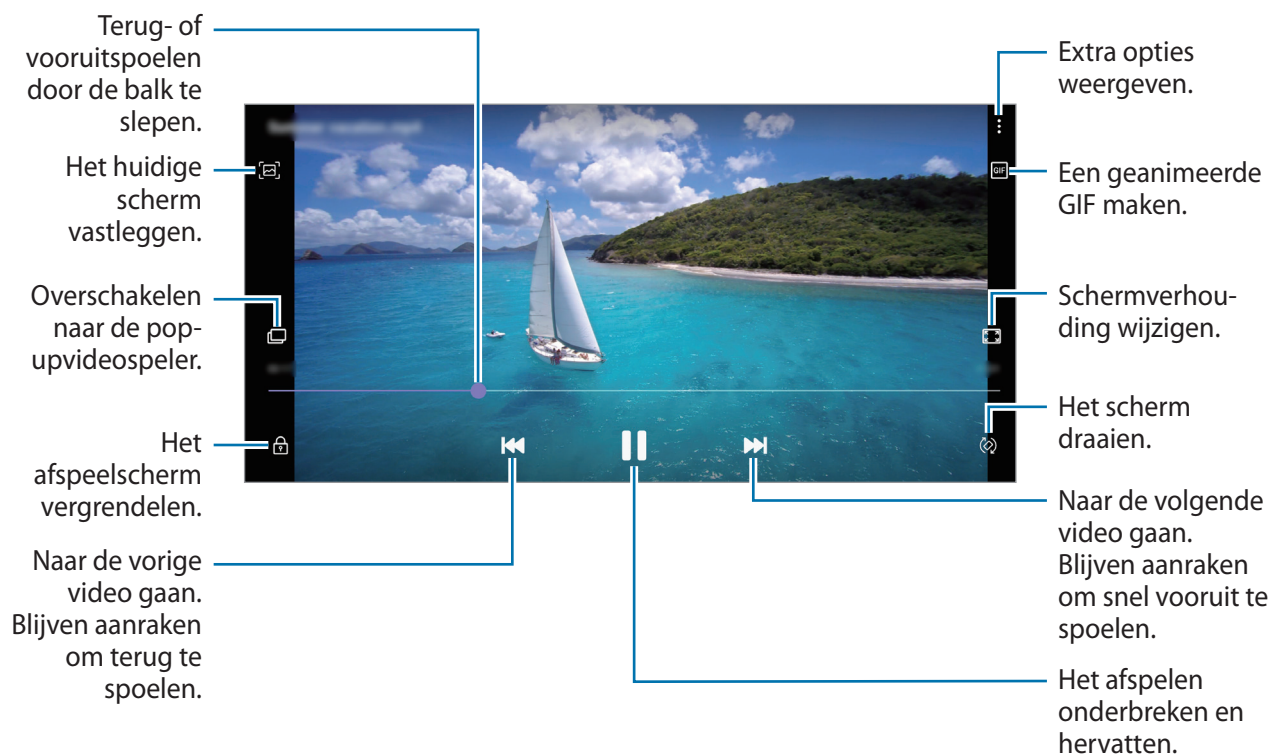 Terug- of
vooruitspoelen
door de balk te
slepen.
Het huidige
scherm
vastleggen.
Overschakelen
naar de pop-
upvideospeler.
Het
afspeelscherm
vergrendelen.
Naar de vorige
video gaan.
Blijven aanraken
om terug te
spoelen.
GIF
Extra opties
weergeven.
Een geanimeerde
GIF maken.
Schermverhou-
ding wijzigen.
Het scherm
draaien.
Naar de volgende
video gaan.
Blijven aanraken
om snel vooruit te
spoelen.
Het afspelen
onderbreken en
hervatten.